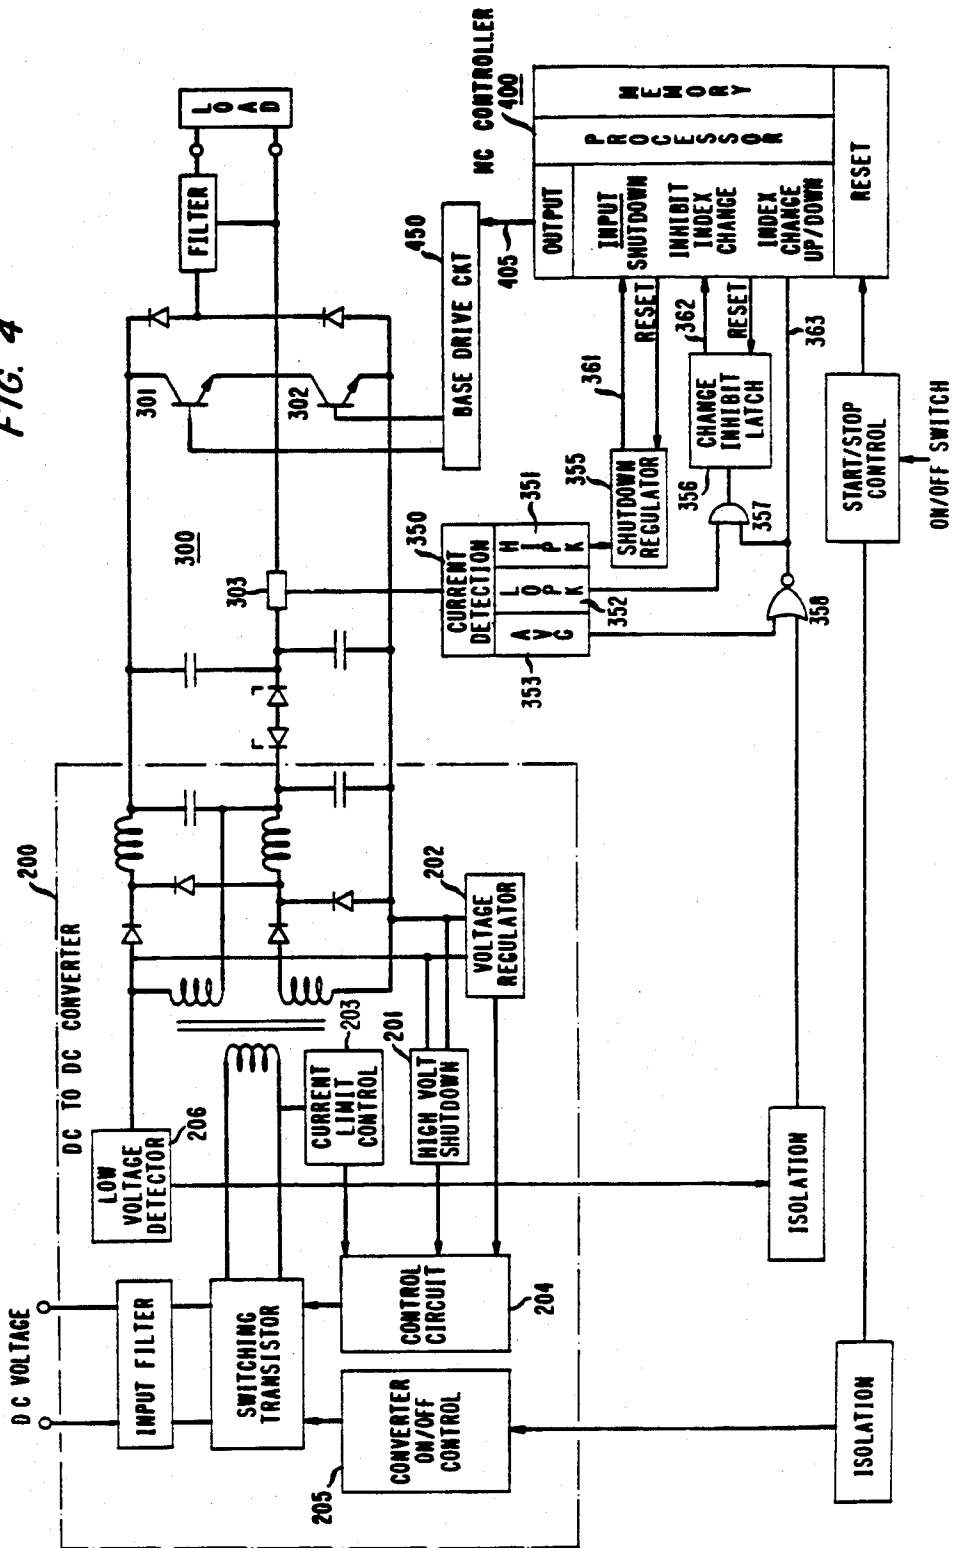 FIG. 4
DC VOLTAGE
DC TO DC CONVERTER
200
INPUT FILTER
LOW
VOLTAGE
DETECTOR
206
SWITCHING
TRANSISTOR
CURRENT
LIMIT
CONTROL
203
CONTROL
CIRCUIT
204
HIGH VOLT
SHUTDOWN
201
VOLTAGE
REGULATOR
202
CONVERTER
ON/OFF
CONTROL
205
300
303
301
302
FILTER
LOAD
BASE DRIVE CKT
450
405
CURRENT
DETECTION
350
HI PK
351
LO PK
352
AVG
353
SHUTDOWN
REGULATOR
355
361
RESET
CHANGE
INHIBIT
LATCH
356
362
RESET
357
358
363
MC CONTROLLER
400
OUTPUT
INPUT
SHUTDOWN
INHIBIT
INDEX
CHANGE
INDEX
CHANGE
UP/DOWN
PROCESSOR
MEMORY
RESET
ISOLATION
ISOLATION
START/STOP
CONTROL
ON/OFF SWITCH